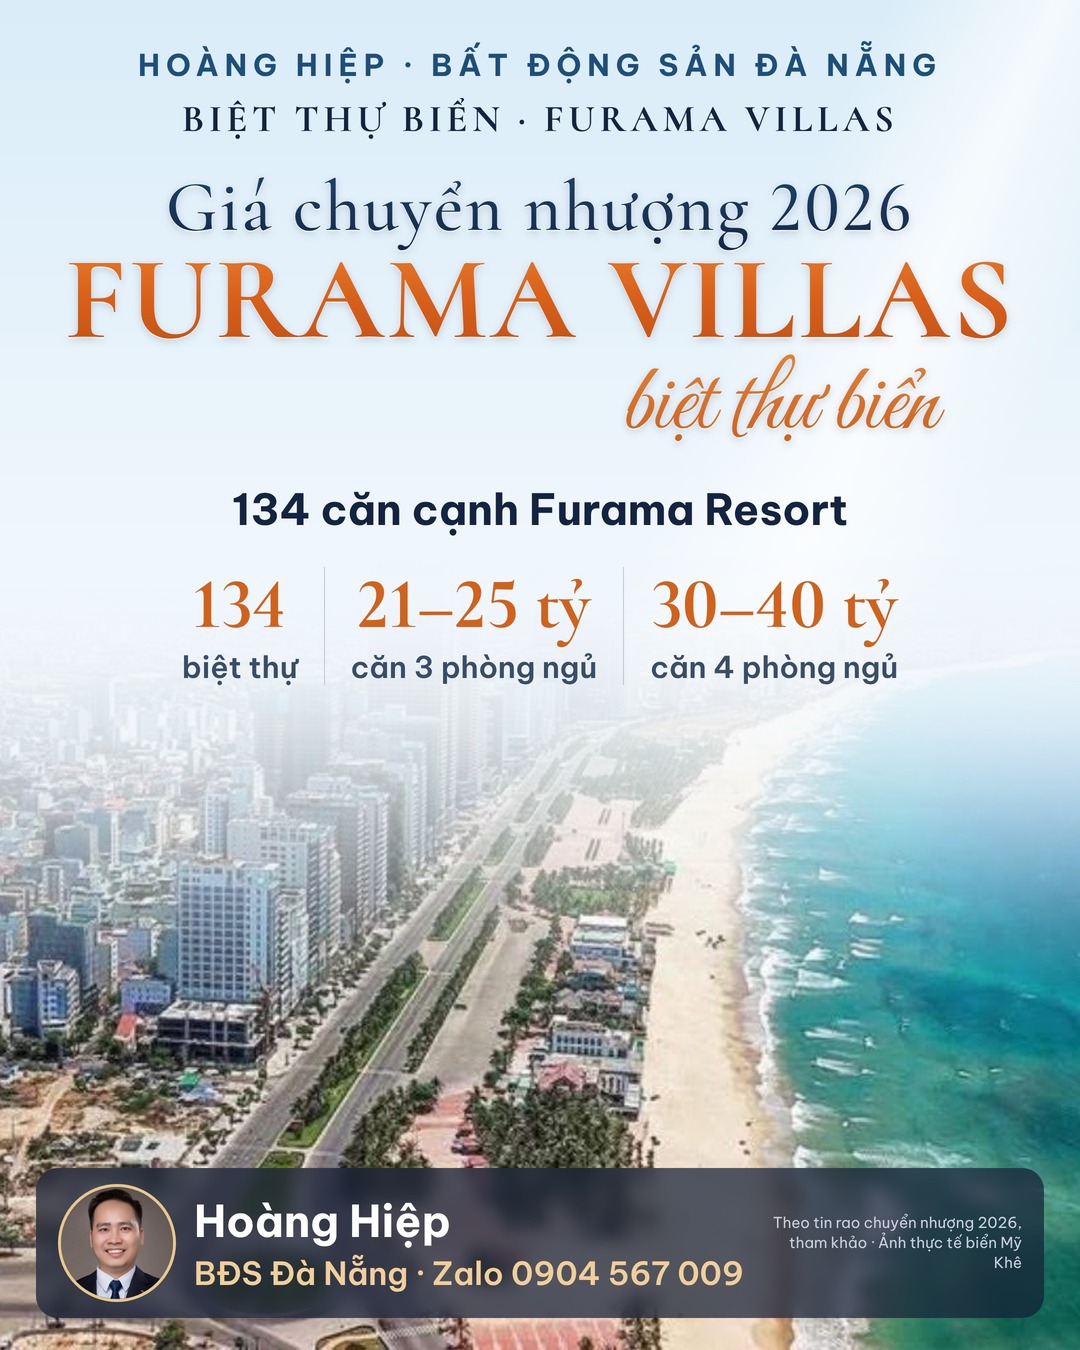 HOÀNG HIỆP · BẤT ĐỘNG SẢN ĐÀ NẴNG
BIỆT THỰ BIỂN · FURAMA VILLAS
Giá chuyển nhượng 2026
FURAMA VILLAS
biệt thự biển
134 căn cạnh Furama Resort
134
biệt thự
21–25 tỷ
căn 3 phòng ngủ
30–40 tỷ
căn 4 phòng ngủ
Hoàng Hiệp
BĐS Đà Nẵng · Zalo 0904 567 009
Theo tin rao chuyển nhượng 2026,
tham khảo · Ảnh thực tế biển Mỹ
Khê